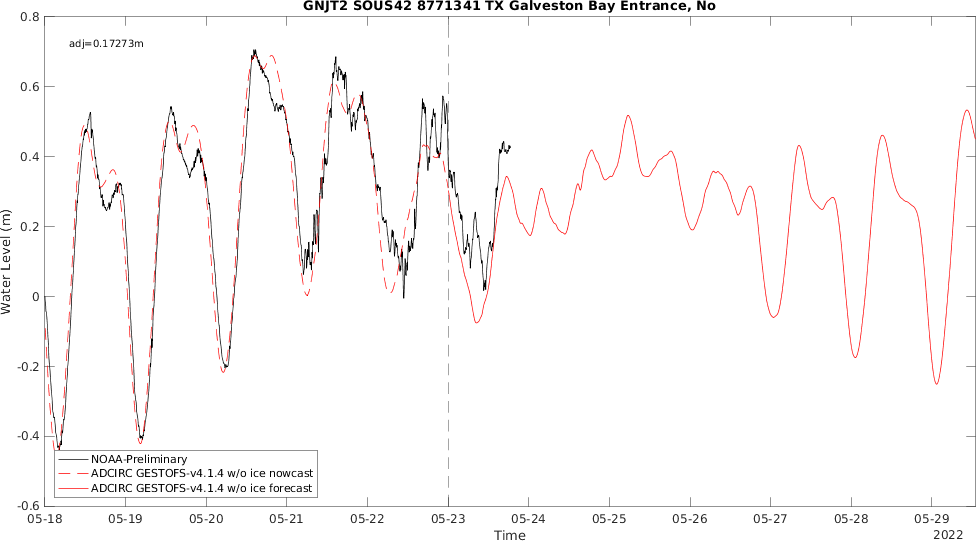 GNJT2 SOUS42 8771341 TX Galveston Bay Entrance, No
adj=0.17273m
Water Level (m)
0.8
0.6
0.4
0.2
0
-0.2
-0.4
-0.6
NOAA-Preliminary
ADCIRC GESTOFS-v4.1.4 w/o ice nowcast
ADCIRC GESTOFS-v4.1.4 w/o ice forecast
05-18 05-19 05-20 05-21 05-22 05-23 05-24 05-25 05-26 05-27 05-28 05-29
Time
2022